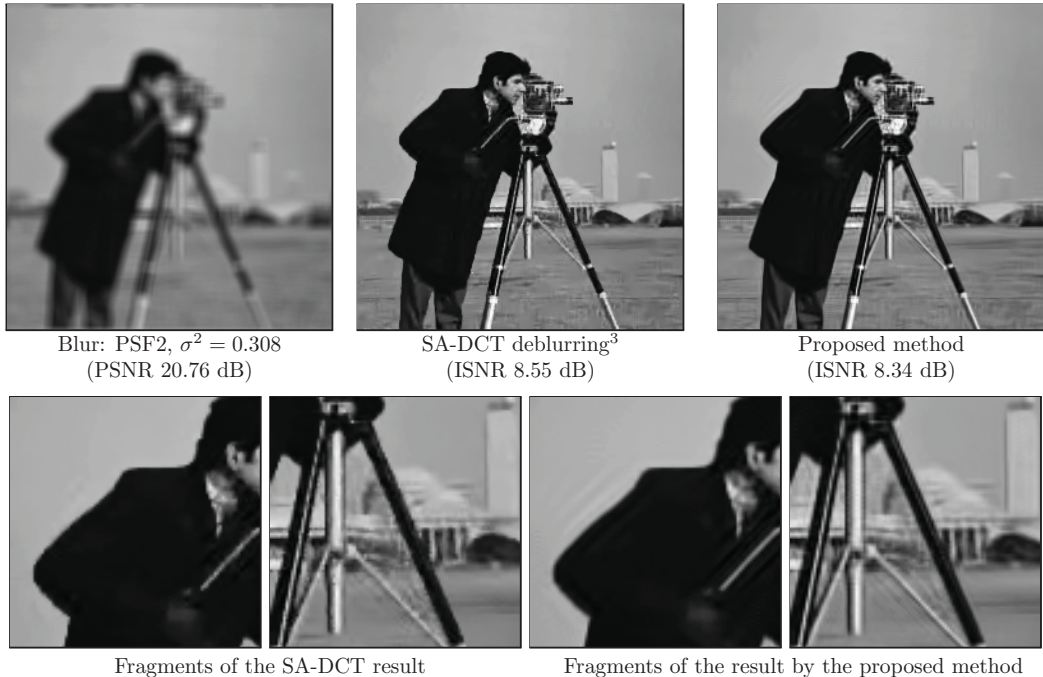 Blur: PSF2, σ² = 0.308
(PSNR 20.76 dB)
SA-DCT deblurring³
(ISNR 8.55 dB)
Proposed method
(ISNR 8.34 dB)
Fragments of the SA-DCT result
Fragments of the result by the proposed method